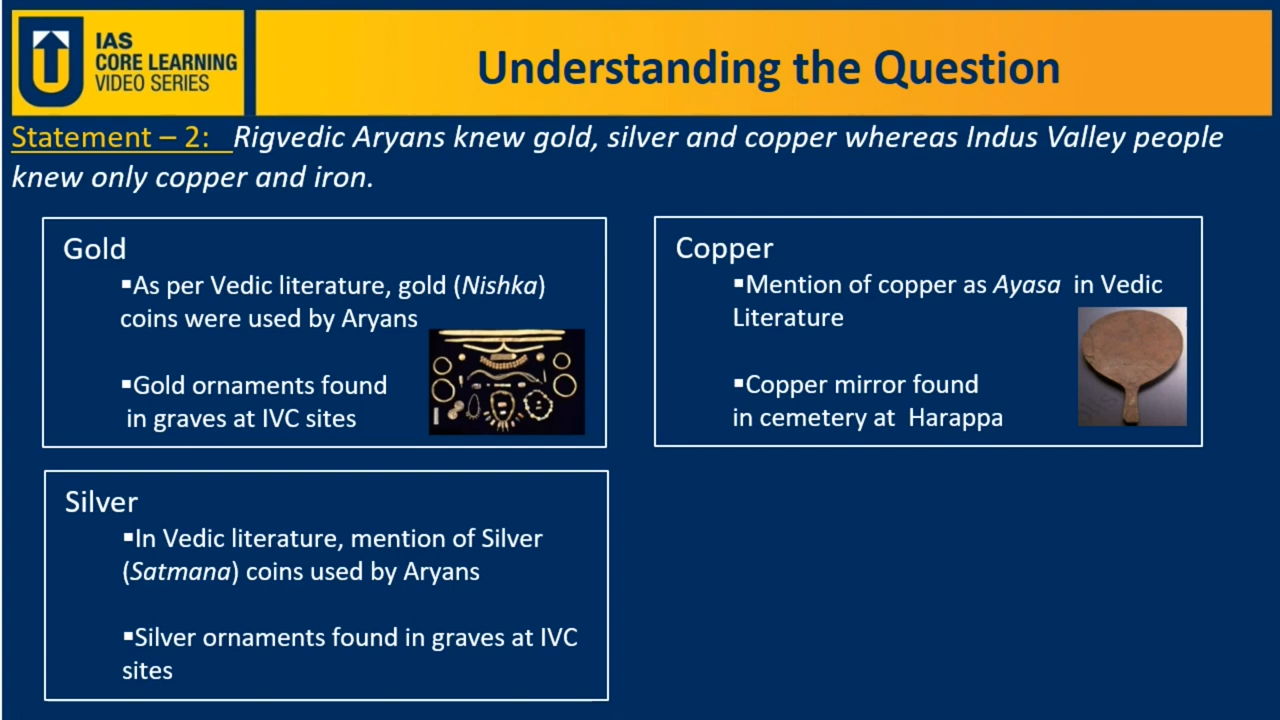 IAS
CORE LEARNING
VIDEO SERIES
Understanding the Question
Statement – 2: Rigvedic Aryans knew gold, silver and copper whereas Indus Valley people
knew only copper and iron.
Gold
▪As per Vedic literature, gold (Nishka)
coins were used by Aryans
▪Gold ornaments found
in graves at IVC sites
Copper
▪Mention of copper as Ayasa in Vedic
Literature
▪Copper mirror found
in cemetery at Harappa
Silver
▪In Vedic literature, mention of Silver
(Satmana) coins used by Aryans
▪Silver ornaments found in graves at IVC
sites